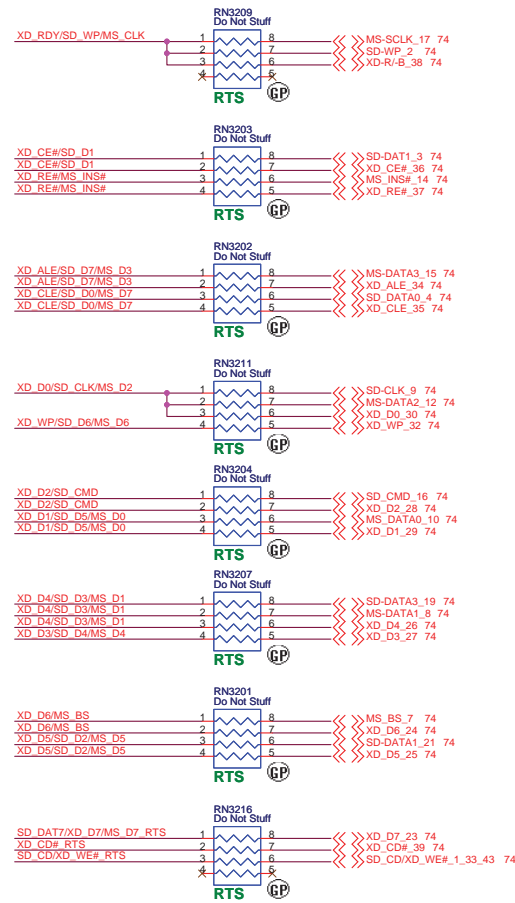 RN3209
Do Not Stuff
XD_RDY/SD_WP/MS_CLK 1 8 MS-SCLK_17 74
2 7 SD-WP_2 74
3 6 XD-R/-B_38 74
4 5
RTS GP
RN3203
Do Not Stuff
XD_CE#/SD_D1 1 8 SD-DAT1_3 74
XD_CE#/SD_D1 2 7 XD_CE#_36 74
XD_RE#/MS_INS# 3 6 MS_INS#_14 74
XD_RE#/MS_INS# 4 5 XD_RE#_37 74
RTS GP
RN3202
Do Not Stuff
XD_ALE/SD_D7/MS_D3 1 8 MS-DATA3_15 74
XD_ALE/SD_D7/MS_D3 2 7 XD_ALE_34 74
XD_CLE/SD_D0/MS_D7 3 6 SD_DATA0_4 74
XD_CLE/SD_D0/MS_D7 4 5 XD_CLE_35 74
RTS GP
RN3211
Do Not Stuff
XD_D0/SD_CLK/MS_D2 1 8 SD-CLK_9 74
2 7 MS-DATA2_12 74
3 6 XD_D0_30 74
XD_WP/SD_D6/MS_D6 4 5 XD_WP_32 74
RTS GP
RN3204
Do Not Stuff
XD_D2/SD_CMD 1 8 SD_CMD_16 74
XD_D2/SD_CMD 2 7 XD_D2_28 74
XD_D1/SD_D5/MS_D0 3 6 MS_DATA0_10 74
XD_D1/SD_D5/MS_D0 4 5 XD_D1_29 74
RTS GP
RN3207
Do Not Stuff
XD_D4/SD_D3/MS_D1 1 8 SD-DATA3_19 74
XD_D4/SD_D3/MS_D1 2 7 MS-DATA1_8 74
XD_D4/SD_D3/MS_D1 3 6 XD_D4_26 74
XD_D3/SD_D4/MS_D4 4 5 XD_D3_27 74
RTS GP
RN3201
Do Not Stuff
XD_D6/MS_BS 1 8 MS_BS_7 74
XD_D6/MS_BS 2 7 XD_D6_24 74
XD_D5/SD_D2/MS_D5 3 6 SD-DATA1_21 74
XD_D5/SD_D2/MS_D5 4 5 XD_D5_25 74
RTS GP
RN3216
Do Not Stuff
SD_DAT7/XD_D7/MS_D7_RTS 1 8 XD_D7_23 74
XD_CD#_RTS 2 7 XD_CD#_39 74
SD_CD/XD_WE#_RTS 3 6 SD_CD/XD_WE#_1_33_43 74
4 5
RTS GP